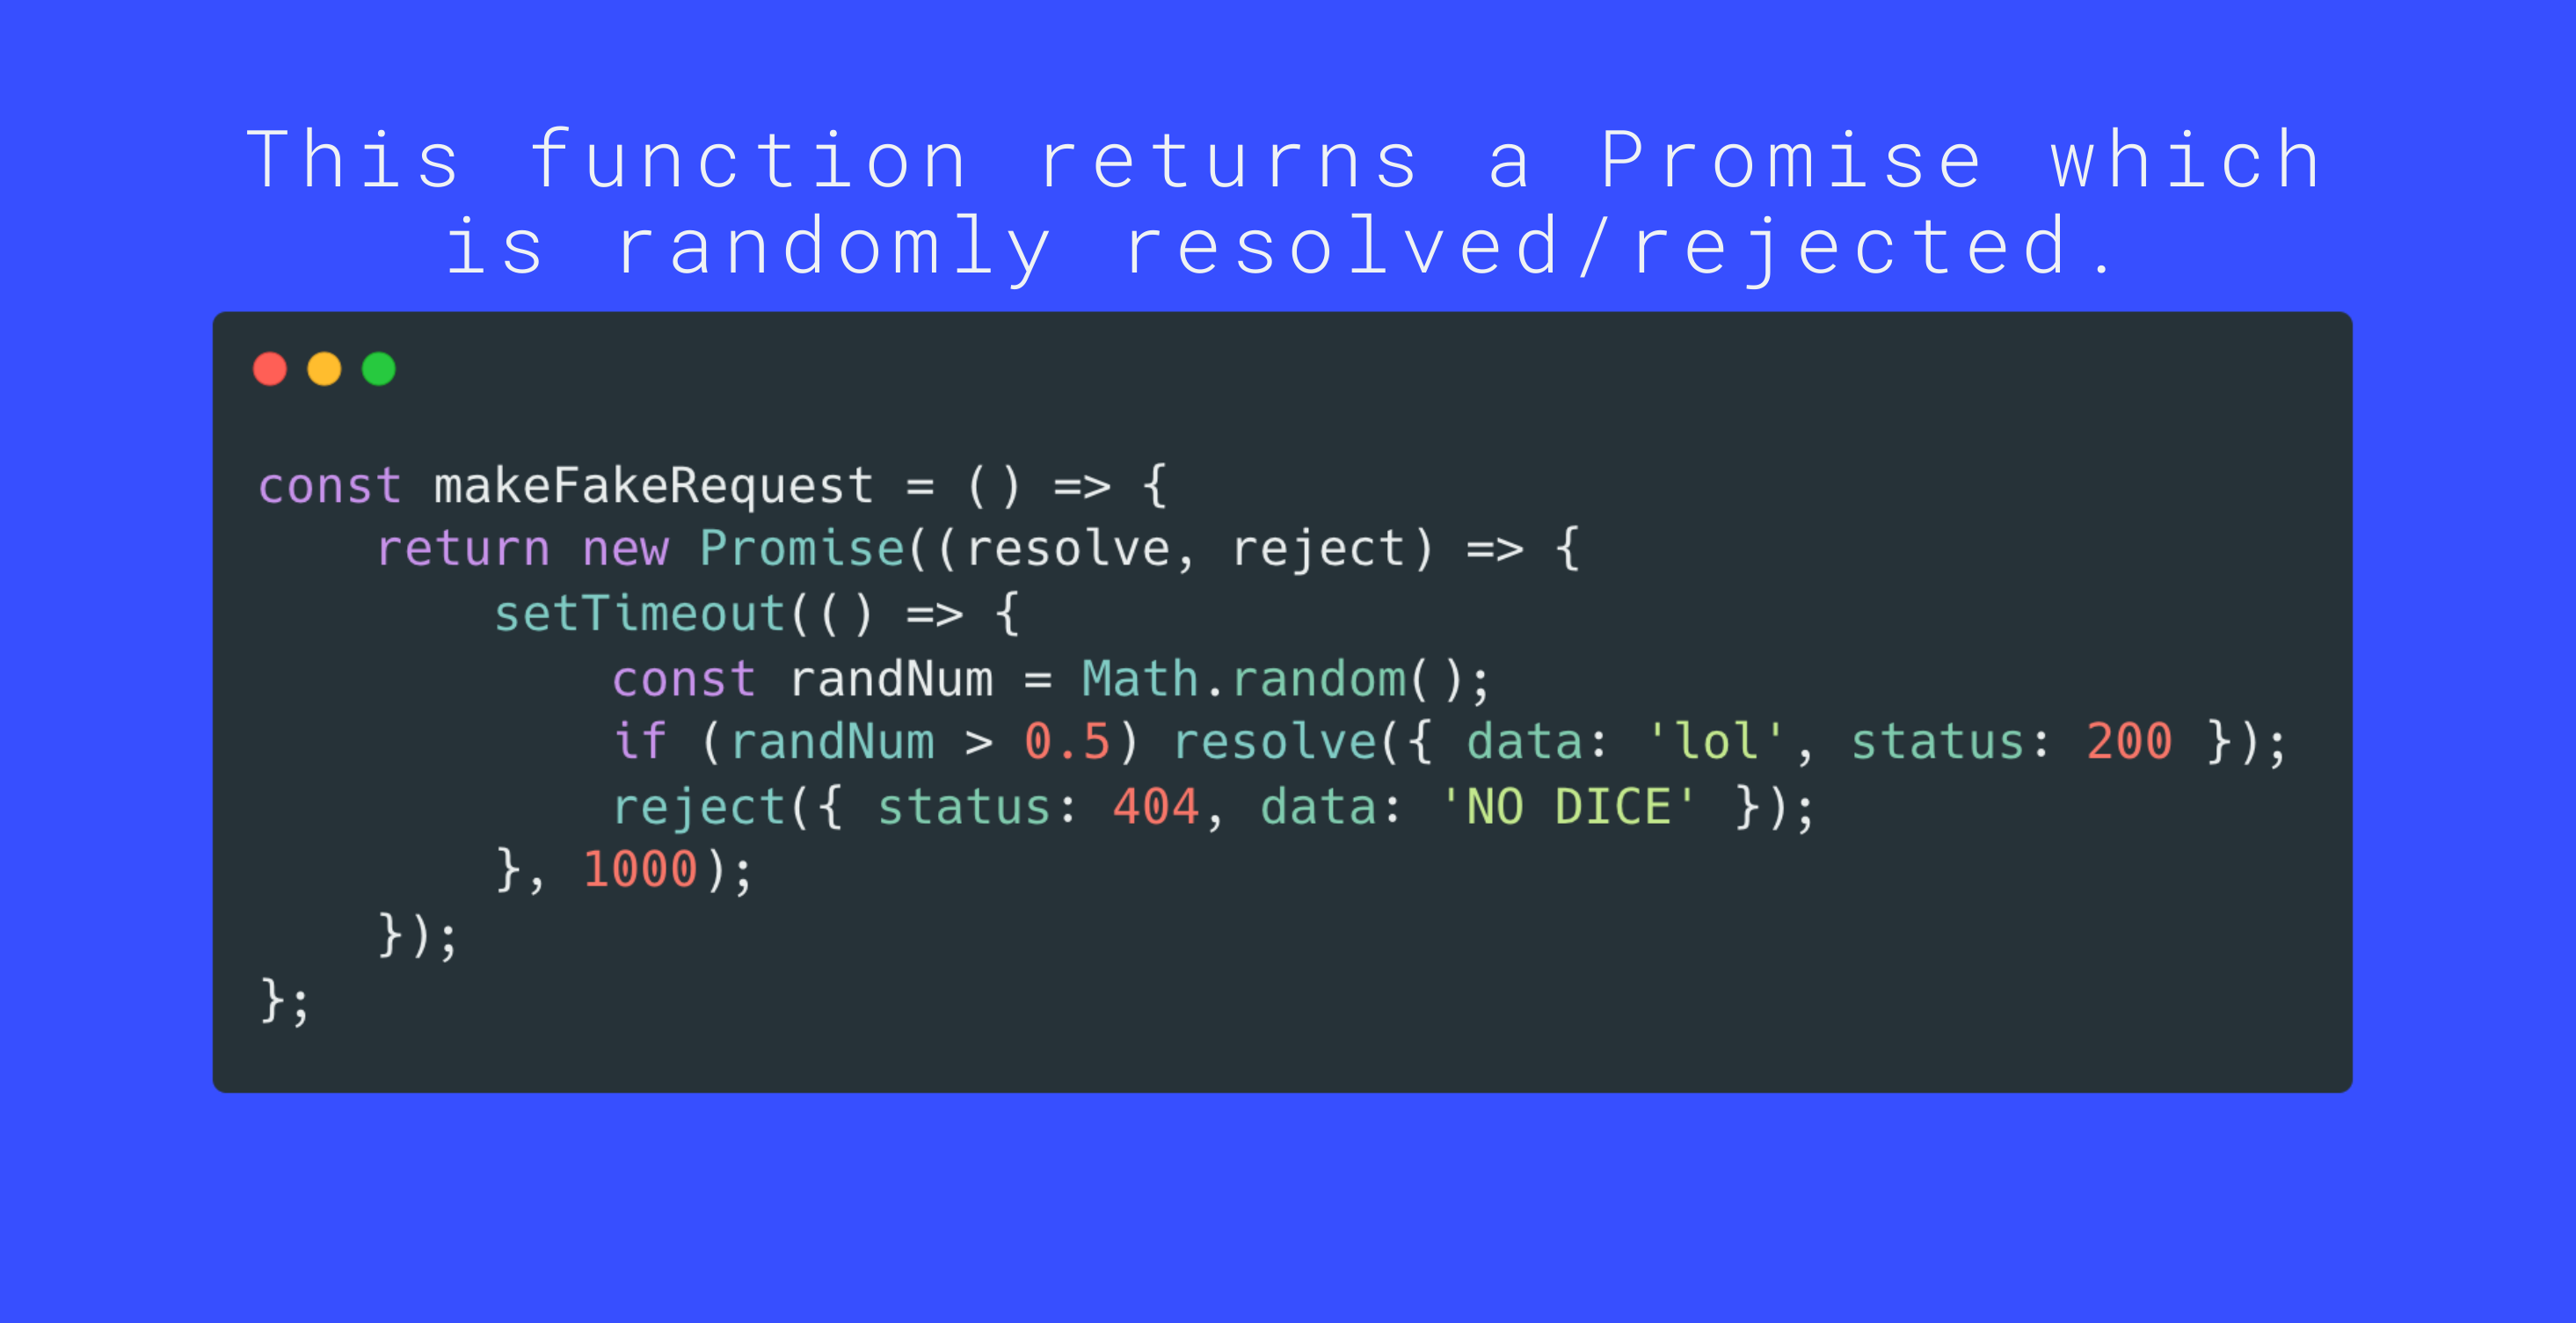 This function returns a Promise which
is randomly resolved/rejected.
const makeFakeRequest = () => {
    return new Promise((resolve, reject) => {
        setTimeout(() => {
            const randNum = Math.random();
            if (randNum > 0.5) resolve({ data: 'lol', status: 200 });
            reject({ status: 404, data: 'NO DICE' });
        }, 1000);
    });
};